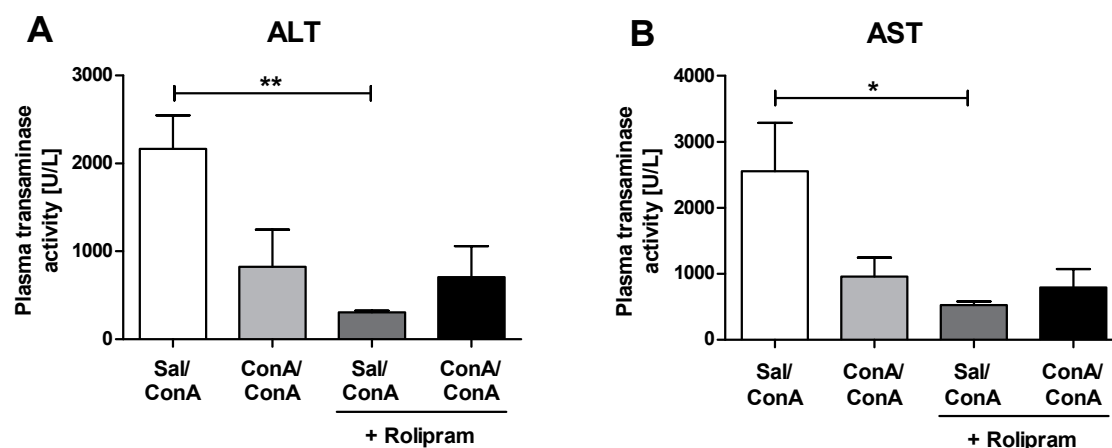 A
ALT
Plasma transaminase
activity [U/L]
3000
2000
1000
0
**
Sal/
ConA
ConA/
ConA
Sal/
ConA
ConA/
ConA
+ Rolipram
B
AST
Plasma transaminase
activity [U/L]
4000
3000
2000
1000
0
*
Sal/
ConA
ConA/
ConA
Sal/
ConA
ConA/
ConA
+ Rolipram